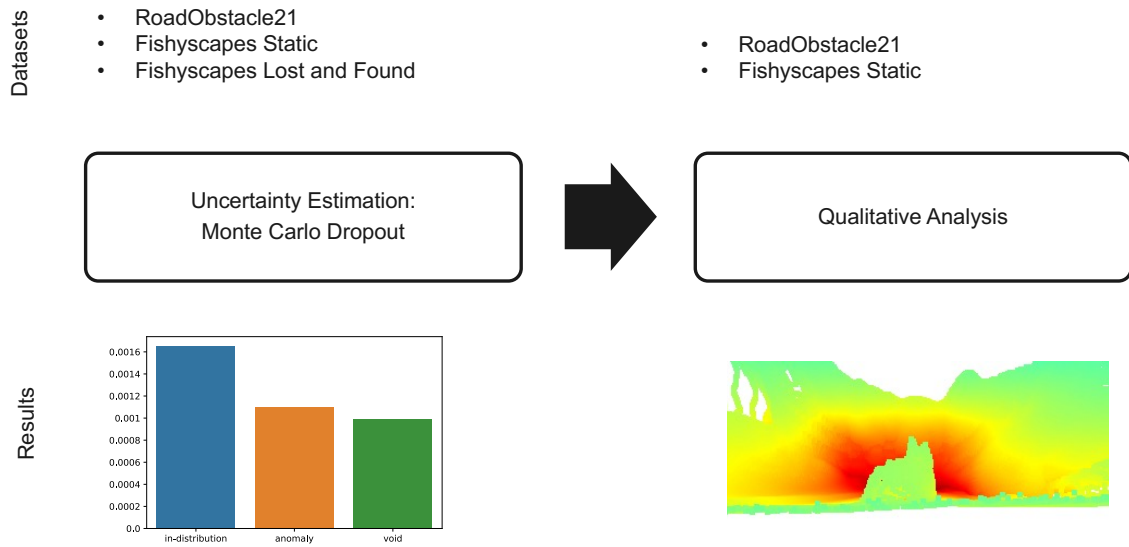 Datasets
• RoadObstacle21
• Fishyscapes Static
• Fishyscapes Lost and Found
• RoadObstacle21
• Fishyscapes Static
Uncertainty Estimation:
Monte Carlo Dropout
Qualitative Analysis
Results
0.0016
0.0014
0.0012
0.001
0.0008
0.0006
0.0004
0.0002
0.0
in-distribution
anomaly
void